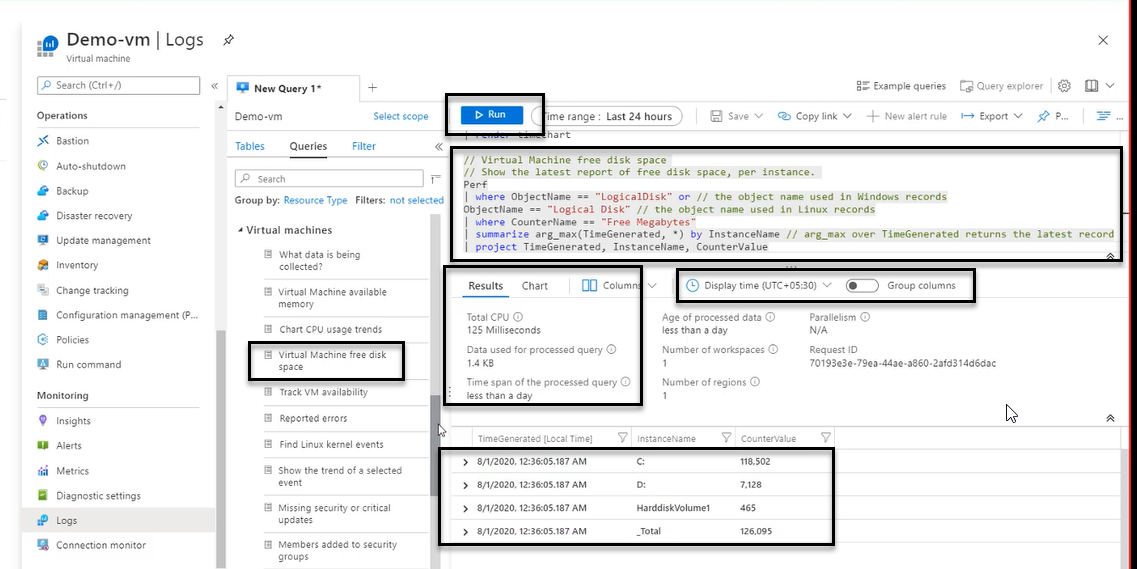 Demo-vm | Logs
Virtual machine
Search (Ctrl+/)
Operations
Bastion
Auto-shutdown
Backup
Disaster recovery
Update management
Inventory
Change tracking
Configuration management (P...
Policies
Run command
Monitoring
Insights
Alerts
Metrics
Diagnostic settings
Logs
Connection monitor
New Query 1*
Example queries
Query explorer
Demo-vm
Select scope
Run
Time range : Last 24 hours
Save
Copy link
New alert rule
Export
P...
...
Tables
Queries
Filter
Search
Group by: Resource Type Filters: not selected
Virtual machines
What data is being
collected?
Virtual Machine available
memory
Chart CPU usage trends
Virtual Machine free disk
space
Track VM availability
Reported errors
Find Linux kernel events
Show the trend of a selected
event
Missing security or critical
updates
Members added to security
groups
| render timechart
// Virtual Machine free disk space
// Show the latest report of free disk space, per instance.
Perf
| where ObjectName == "LogicalDisk" or // the object name used in Windows records
ObjectName == "Logical Disk" // the object name used in Linux records
| where CounterName == "Free Megabytes"
| summarize arg_max(TimeGenerated, *) by InstanceName // arg_max over TimeGenerated returns the latest record
| project TimeGenerated, InstanceName, CounterValue
Results
Chart
Columns
Display time (UTC+05:30)
Group columns
Total CPU
125 Milliseconds
Data used for processed query
1.4 KB
Time span of the processed query
less than a day
Age of processed data
less than a day
Number of workspaces
1
Number of regions
1
Parallelism
N/A
Request ID
70193e3e-79ea-44ae-a860-2afd314d6dac
TimeGenerated [Local Time] InstanceName CounterValue
8/1/2020, 12:36:05.187 AM C: 118,502
8/1/2020, 12:36:05.187 AM D: 7,128
8/1/2020, 12:36:05.187 AM HarddiskVolume1 465
8/1/2020, 12:36:05.187 AM _Total 126,095